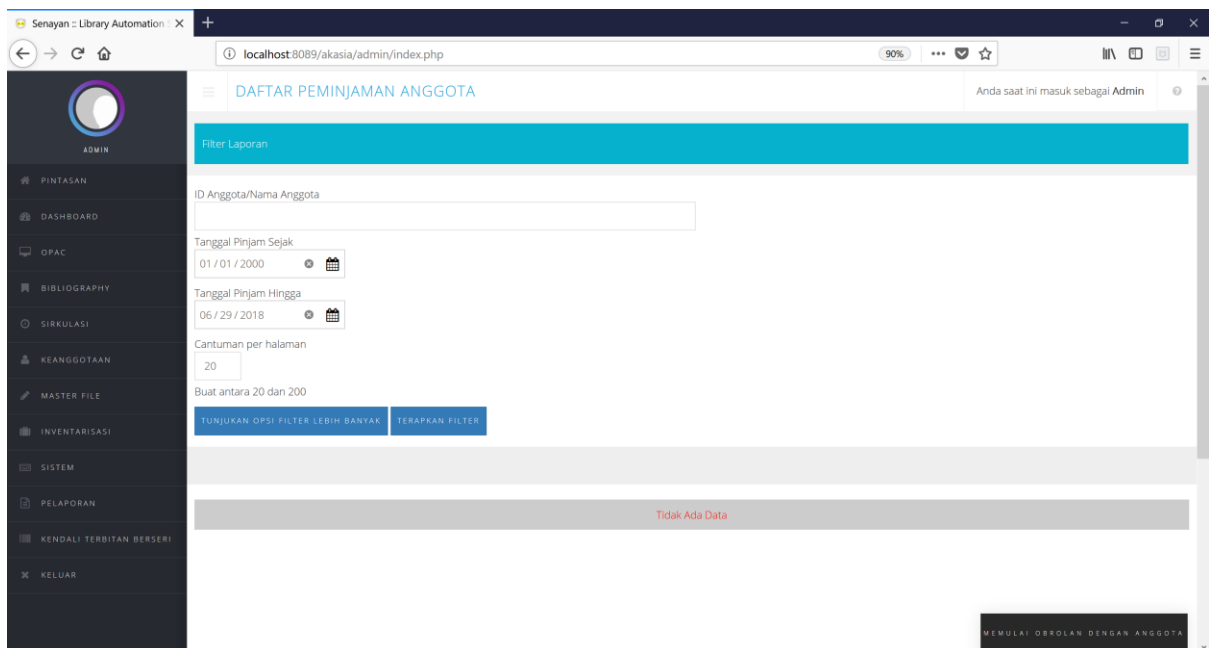 Senayan :: Library Automation S
localhost:8089/akasia/admin/index.php
90%
ADMIN
PINTASAN
DASHBOARD
OPAC
BIBLIOGRAPHY
SIRKULASI
KEANGGOTAAN
MASTER FILE
INVENTARISASI
SISTEM
PELAPORAN
KENDALI TERBITAN BERSERI
KELUAR
DAFTAR PEMINJAMAN ANGGOTA
Anda saat ini masuk sebagai Admin
Filter Laporan
ID Anggota/Nama Anggota
Tanggal Pinjam Sejak
01 / 01 / 2000
Tanggal Pinjam Hingga
06 / 29 / 2018
Cantuman per halaman
20
Buat antara 20 dan 200
TUNJUKAN OPSI FILTER LEBIH BANYAK
TERAPKAN FILTER
Tidak Ada Data
MEMULAI OBROLAN DENGAN ANGGOTA